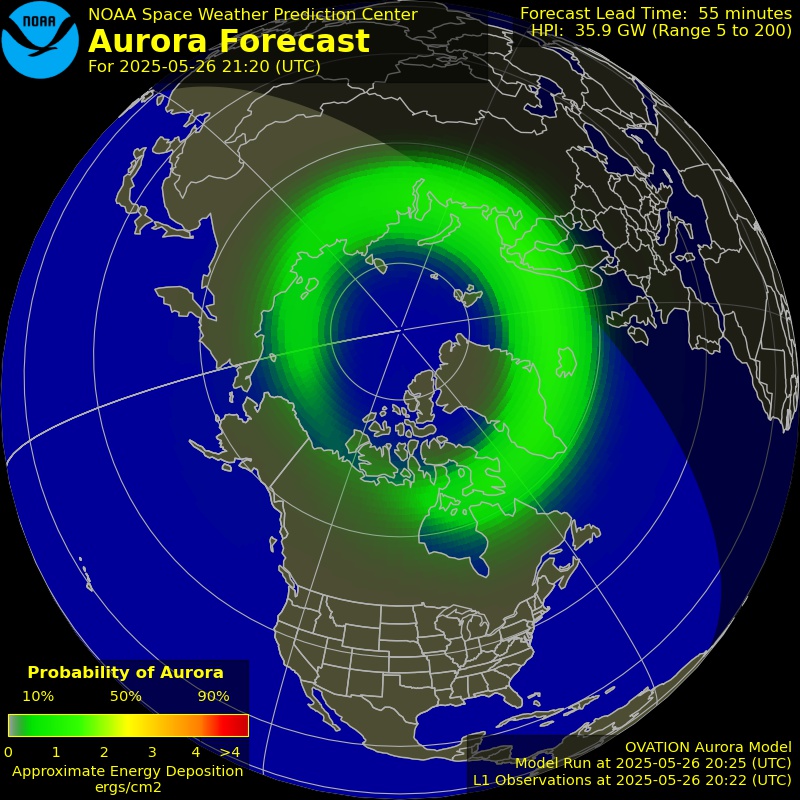 NOAA
NOAA Space Weather Prediction Center
Aurora Forecast
For 2025-05-26 21:20 (UTC)
Forecast Lead Time: 55 minutes
HPI: 35.9 GW (Range 5 to 200)
Probability of Aurora
10% 50% 90%
0 1 2 3 4 >4
Approximate Energy Deposition
ergs/cm2
OVATION Aurora Model
Model Run at 2025-05-26 20:25 (UTC)
L1 Observations at 2025-05-26 20:22 (UTC)